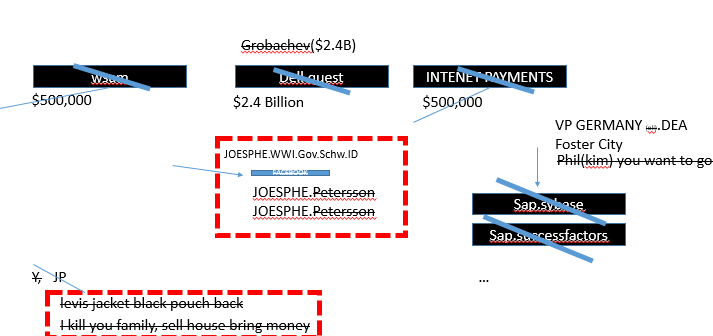 Grobachev($2.4B)
wsdm
Dell.quest
INTENET PAYMENTS
$500,000
$2.4 Billion
$500,000
VP GERMANY .DEA
Foster City
Phil(kim) you want to go
JOESPHE.WWI.Gov.Schw.ID
FACEBOOK
JOESPHE.Petersson
JOESPHE.Petersson
Sap.sybase
Sap.successfactors
Y, JP
...
levis jacket black pouch back
I kill you family, sell house bring money